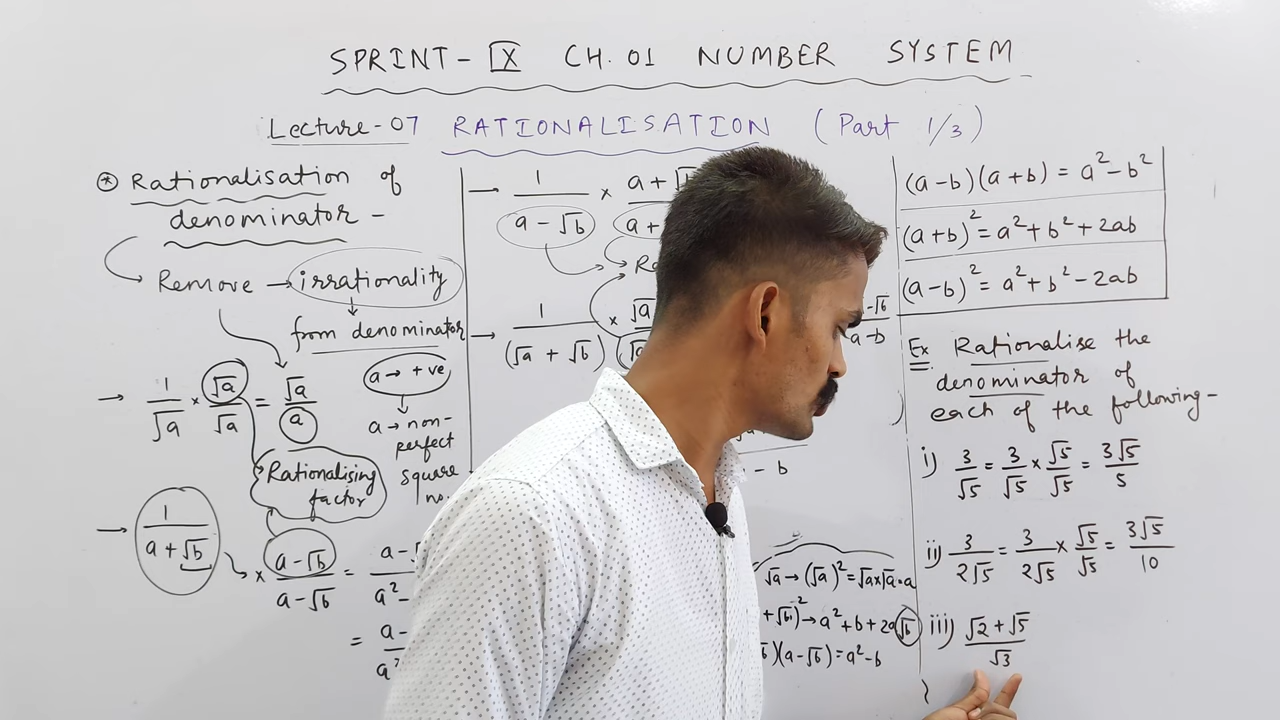 SPRINT- IX CH. 01 NUMBER SYSTEM
Lecture-07 RATIONALISATION (Part 1/3)
⊛ Rationalisation of
denominator -
Remove → irrationality
from denominator
a → +ve
a → non-
perfect
square
no.
→ 1/√a × √a/√a = √a/a
Rationalising
factor
→ 1/(a + √b) × (a - √b)/(a - √b) =
=
→ 1/(a - √b) ×
→ 1/(√a + √b) ×
a - b
- b
√a → (√a)² = √a×√a = a
+ √b)² → a² + b + 2a√b
)(a - √b) = a² - b
(a-b)(a+b) = a² - b²
(a+b)² = a² + b² + 2ab
(a-b)² = a² + b² - 2ab
Ex Rationalise the
denominator of
each of the following -
i) 3/√5 = 3/√5 × √5/√5 = 3√5/5
ii) 3/2√5 = 3/2√5 × √5/√5 = 3√5/10
iii) (√2 + √5)/√3